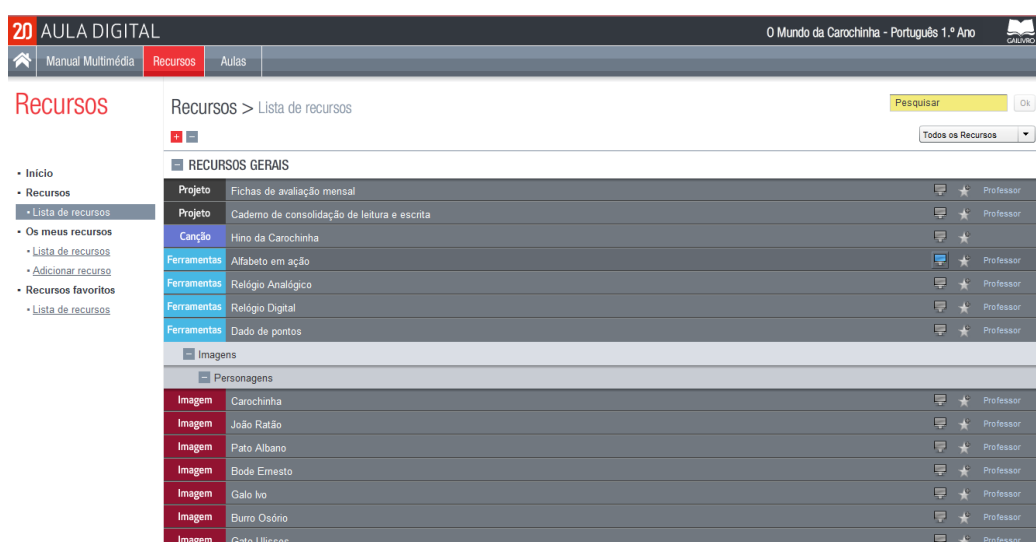 20 AULA DIGITAL
O Mundo da Carochinha - Português 1.º Ano
GAILIVRO
Manual Multimédia Recursos Aulas
Recursos
Recursos > Lista de recursos
Pesquisar Ok
+ -
Todos os Recursos
• Início
• Recursos
• Lista de recursos
• Os meus recursos
• Lista de recursos
• Adicionar recurso
• Recursos favoritos
• Lista de recursos
RECURSOS GERAIS
Projeto Fichas de avaliação mensal Professor
Projeto Caderno de consolidação de leitura e escrita Professor
Canção Hino da Carochinha
Ferramentas Alfabeto em ação Professor
Ferramentas Relógio Analógico Professor
Ferramentas Relógio Digital Professor
Ferramentas Dado de pontos Professor
Imagens
Personagens
Imagem Carochinha Professor
Imagem João Ratão Professor
Imagem Pato Albano Professor
Imagem Bode Ernesto Professor
Imagem Galo Ivo Professor
Imagem Burro Osório Professor
Imagem Gato Ulisses Professor